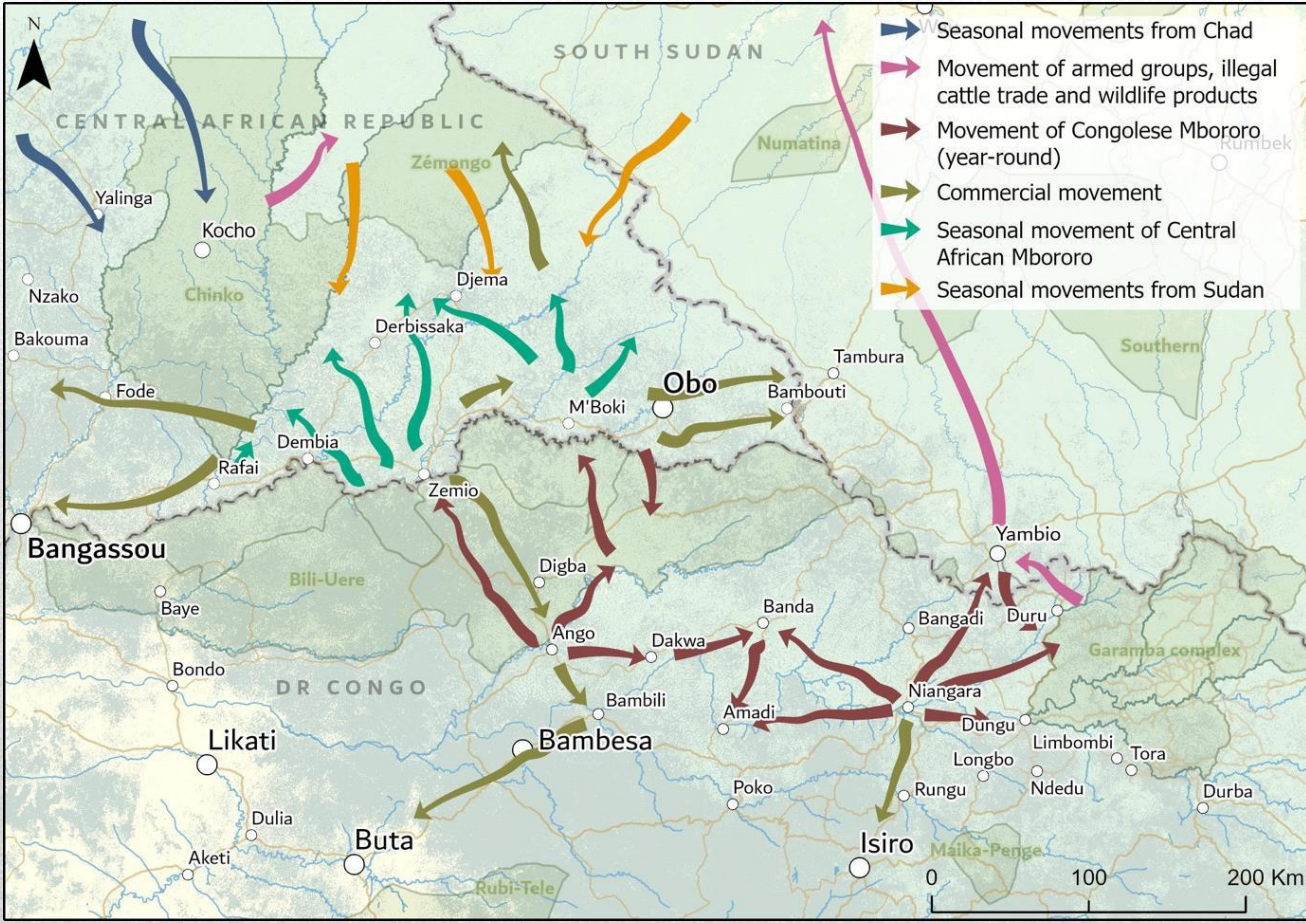 N
SOUTH SUDAN
CENTRAL AFRICAN REPUBLIC
Seasonal movements from Chad
Movement of armed groups, illegal
cattle trade and wildlife products
Movement of Congolese Mbororo
(year-round)
Commercial movement
Seasonal movement of Central
African Mbororo
Seasonal movements from Sudan
Zémongo
Numatina
Rumbek
Yalinga
Kocho
Nzako
Chinko
Djema
Bakouma
Derbissaka
Southern
Tambura
Fode
Obo
Bambouti
M'Boki
Dembia
Rafai
Zemio
Bangassou
Yambio
Bili-Uere
Digba
Baye
Banda
Bangadi
Duru
Ango
Dakwa
Garamba complex
Bondo
DR CONGO
Niangara
Bambili
Amadi
Dungu
Likati
Bambesa
Limbombi
Longbo
Tora
Ndedu
Poko
Rungu
Durba
Dulia
Buta
Isiro
Aketi
Maika-Penge
Rubi-Tele
0 100 200 Km